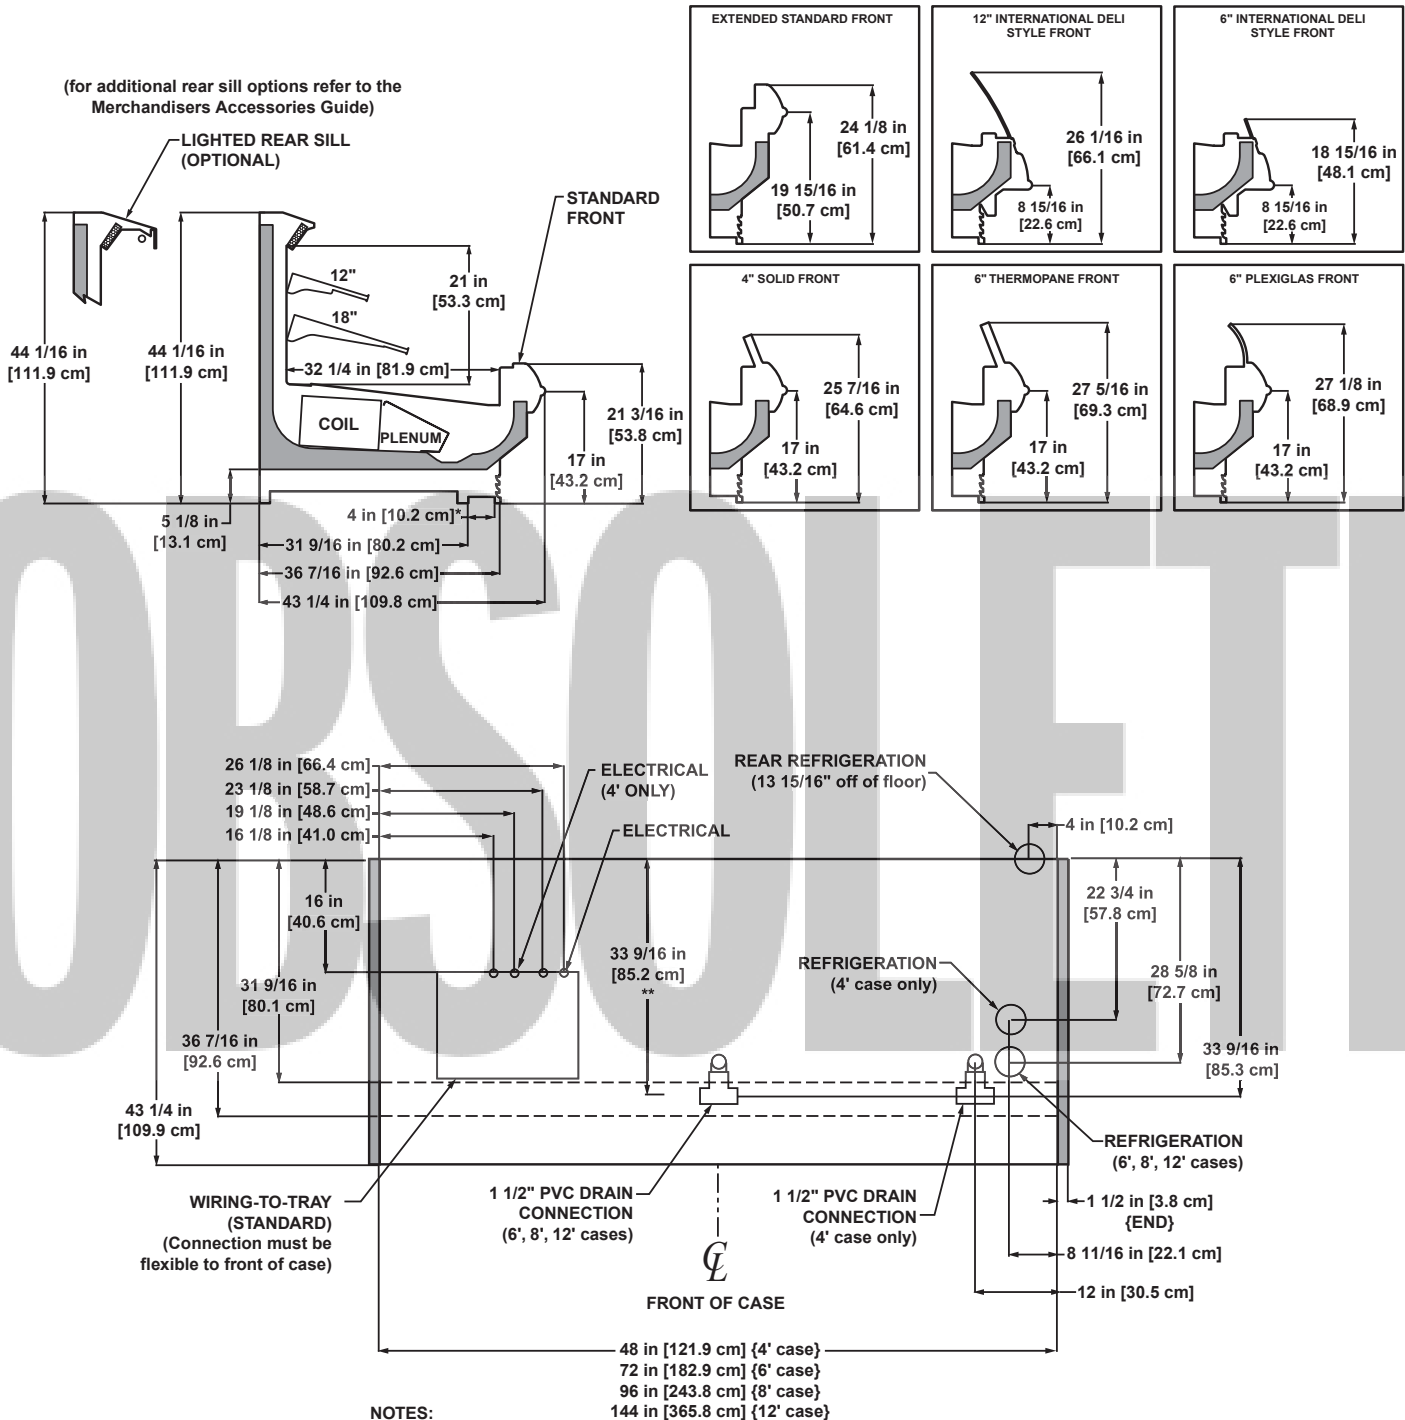 EXTENDED STANDARD FRONT
12" INTERNATIONAL DELI
STYLE FRONT
6" INTERNATIONAL DELI
STYLE FRONT
24 1/8 in
[61.4 cm]
19 15/16 in
[50.7 cm]
26 1/16 in
[66.1 cm]
8 15/16 in
[22.6 cm]
18 15/16 in
[48.1 cm]
8 15/16 in
[22.6 cm]
4" SOLID FRONT
6" THERMOPANE FRONT
6" PLEXIGLAS FRONT
25 7/16 in
[64.6 cm]
17 in
[43.2 cm]
27 5/16 in
[69.3 cm]
17 in
[43.2 cm]
27 1/8 in
[68.9 cm]
17 in
[43.2 cm]
(for additional rear sill options refer to the
Merchandisers Accessories Guide)
LIGHTED REAR SILL
(OPTIONAL)
STANDARD
FRONT
12"
18"
21 in
[53.3 cm]
44 1/16 in
[111.9 cm]
44 1/16 in
[111.9 cm]
32 1/4 in [81.9 cm]
COIL
PLENUM
21 3/16 in
[53.8 cm]
17 in
[43.2 cm]
5 1/8 in
[13.1 cm]
4 in [10.2 cm]*
31 9/16 in [80.2 cm]
36 7/16 in [92.6 cm]
43 1/4 in [109.8 cm]
OBSOLETE
26 1/8 in [66.4 cm]
23 1/8 in [58.7 cm]
19 1/8 in [48.6 cm]
16 1/8 in [41.0 cm]
ELECTRICAL
(4' ONLY)
ELECTRICAL
REAR REFRIGERATION
(13 15/16" off of floor)
4 in [10.2 cm]
16 in
[40.6 cm]
22 3/4 in
[57.8 cm]
33 9/16 in
[85.2 cm]
**
REFRIGERATION
(4' case only)
28 5/8 in
[72.7 cm]
31 9/16 in
[80.1 cm]
36 7/16 in
[92.6 cm]
33 9/16 in
[85.3 cm]
43 1/4 in
[109.9 cm]
REFRIGERATION
(6', 8', 12' cases)
WIRING-TO-TRAY
(STANDARD)
(Connection must be
flexible to front of case)
1 1/2" PVC DRAIN
CONNECTION
(6', 8', 12' cases)
1 1/2" PVC DRAIN
CONNECTION
(4' case only)
1 1/2 in [3.8 cm]
{END}
8 11/16 in [22.1 cm]
12 in [30.5 cm]
CL
FRONT OF CASE
48 in [121.9 cm] {4' case}
72 in [182.9 cm] {6' case}
96 in [243.8 cm] {8' case}
144 in [365.8 cm] {12' case}
NOTES: